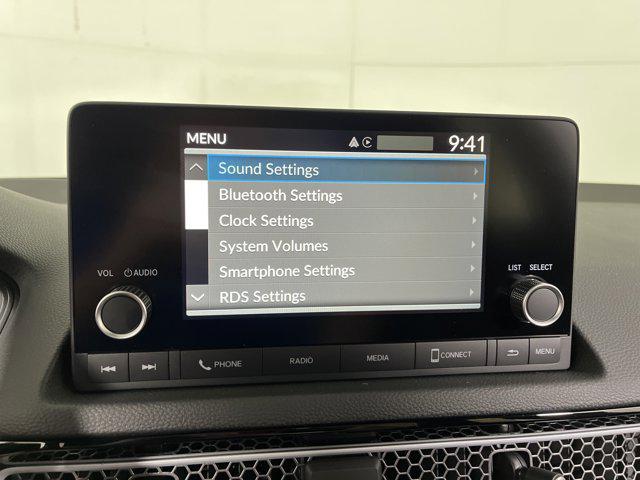 MENU 9:41
Sound Settings
Bluetooth Settings
Clock Settings
System Volumes
Smartphone Settings
RDS Settings
VOL AUDIO
LIST SELECT
PHONE RADIO MEDIA CONNECT MENU